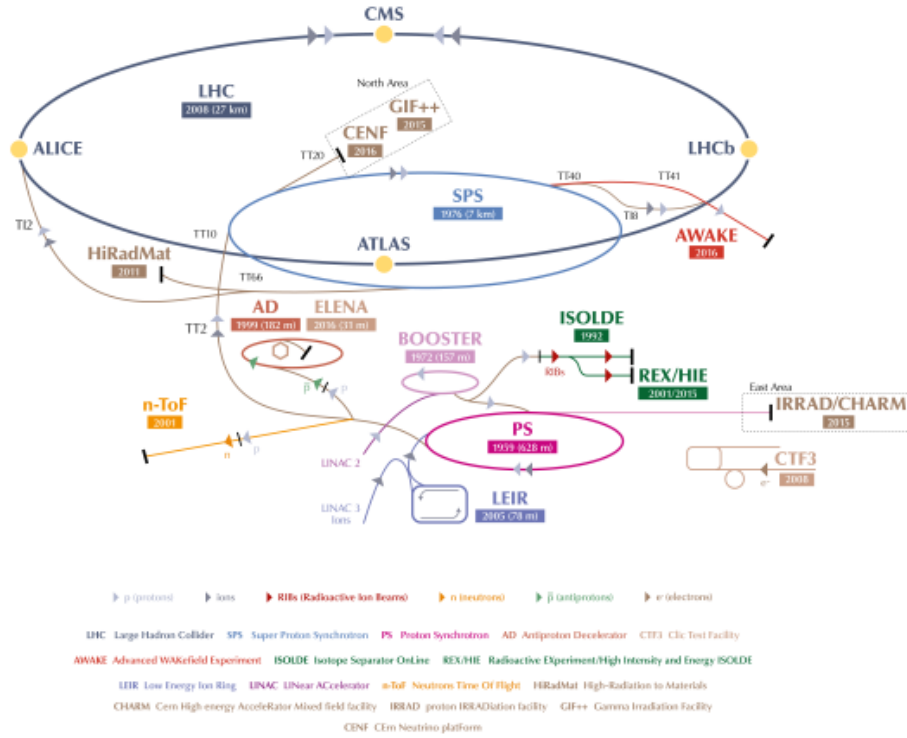 CMS
LHC
2008 (27 km)
North Area
GIF++
2015
CENF
2016
TT20
ALICE
LHCb
TT40
TT41
SPS
1976 (7 km)
TI8
TI2
TT10
ATLAS
AWAKE
2016
HiRadMat
2011
TT66
AD
1999 (182 m)
ELENA
2016 (31 m)
TT2
BOOSTER
1972 (157 m)
ISOLDE
1992
RIBs
REX/HIE
2001/2015
p̅
p
East Area
IRRAD/CHARM
2015
n-ToF
2001
n
p
PS
1959 (628 m)
LINAC 2
CTF3
2008
e-
LEIR
2005 (78 m)
LINAC 3
Ions
p (protons) ions RIBs (Radioactive Ion Beams) n (neutrons) p̅ (antiprotons) e- (electrons)
LHC Large Hadron Collider SPS Super Proton Synchrotron PS Proton Synchrotron AD Antiproton Decelerator CTF3 Clic Test Facility
AWAKE Advanced WAKefield Experiment ISOLDE Isotope Separator OnLine REX/HIE Radioactive EXperiment/High Intensity and Energy ISOLDE
LEIR Low Energy Ion Ring LINAC LINear ACcelerator n-ToF Neutrons Time Of Flight HiRadMat High-Radiation to Materials
CHARM Cern High energy AcceleRator Mixed field facility IRRAD proton IRRADiation facility GIF++ Gamma Irradiation Facility
CENF CErn Neutrino platform